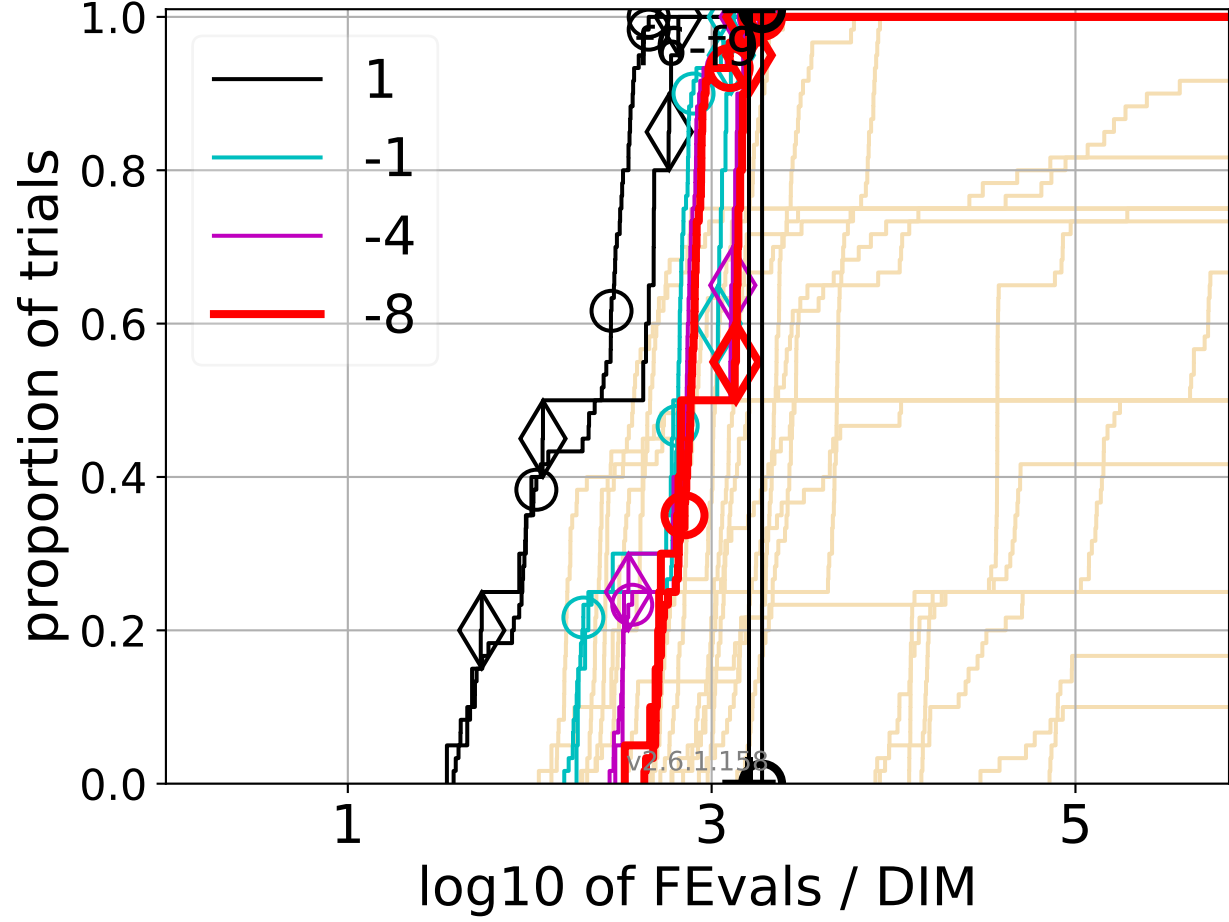 1.0
0.8
0.6
0.4
0.2
0.0
proportion of trials
1
-1
-4
-8
f6-f9
v2.6.1.158
1 3 5
log10 of FEvals / DIM